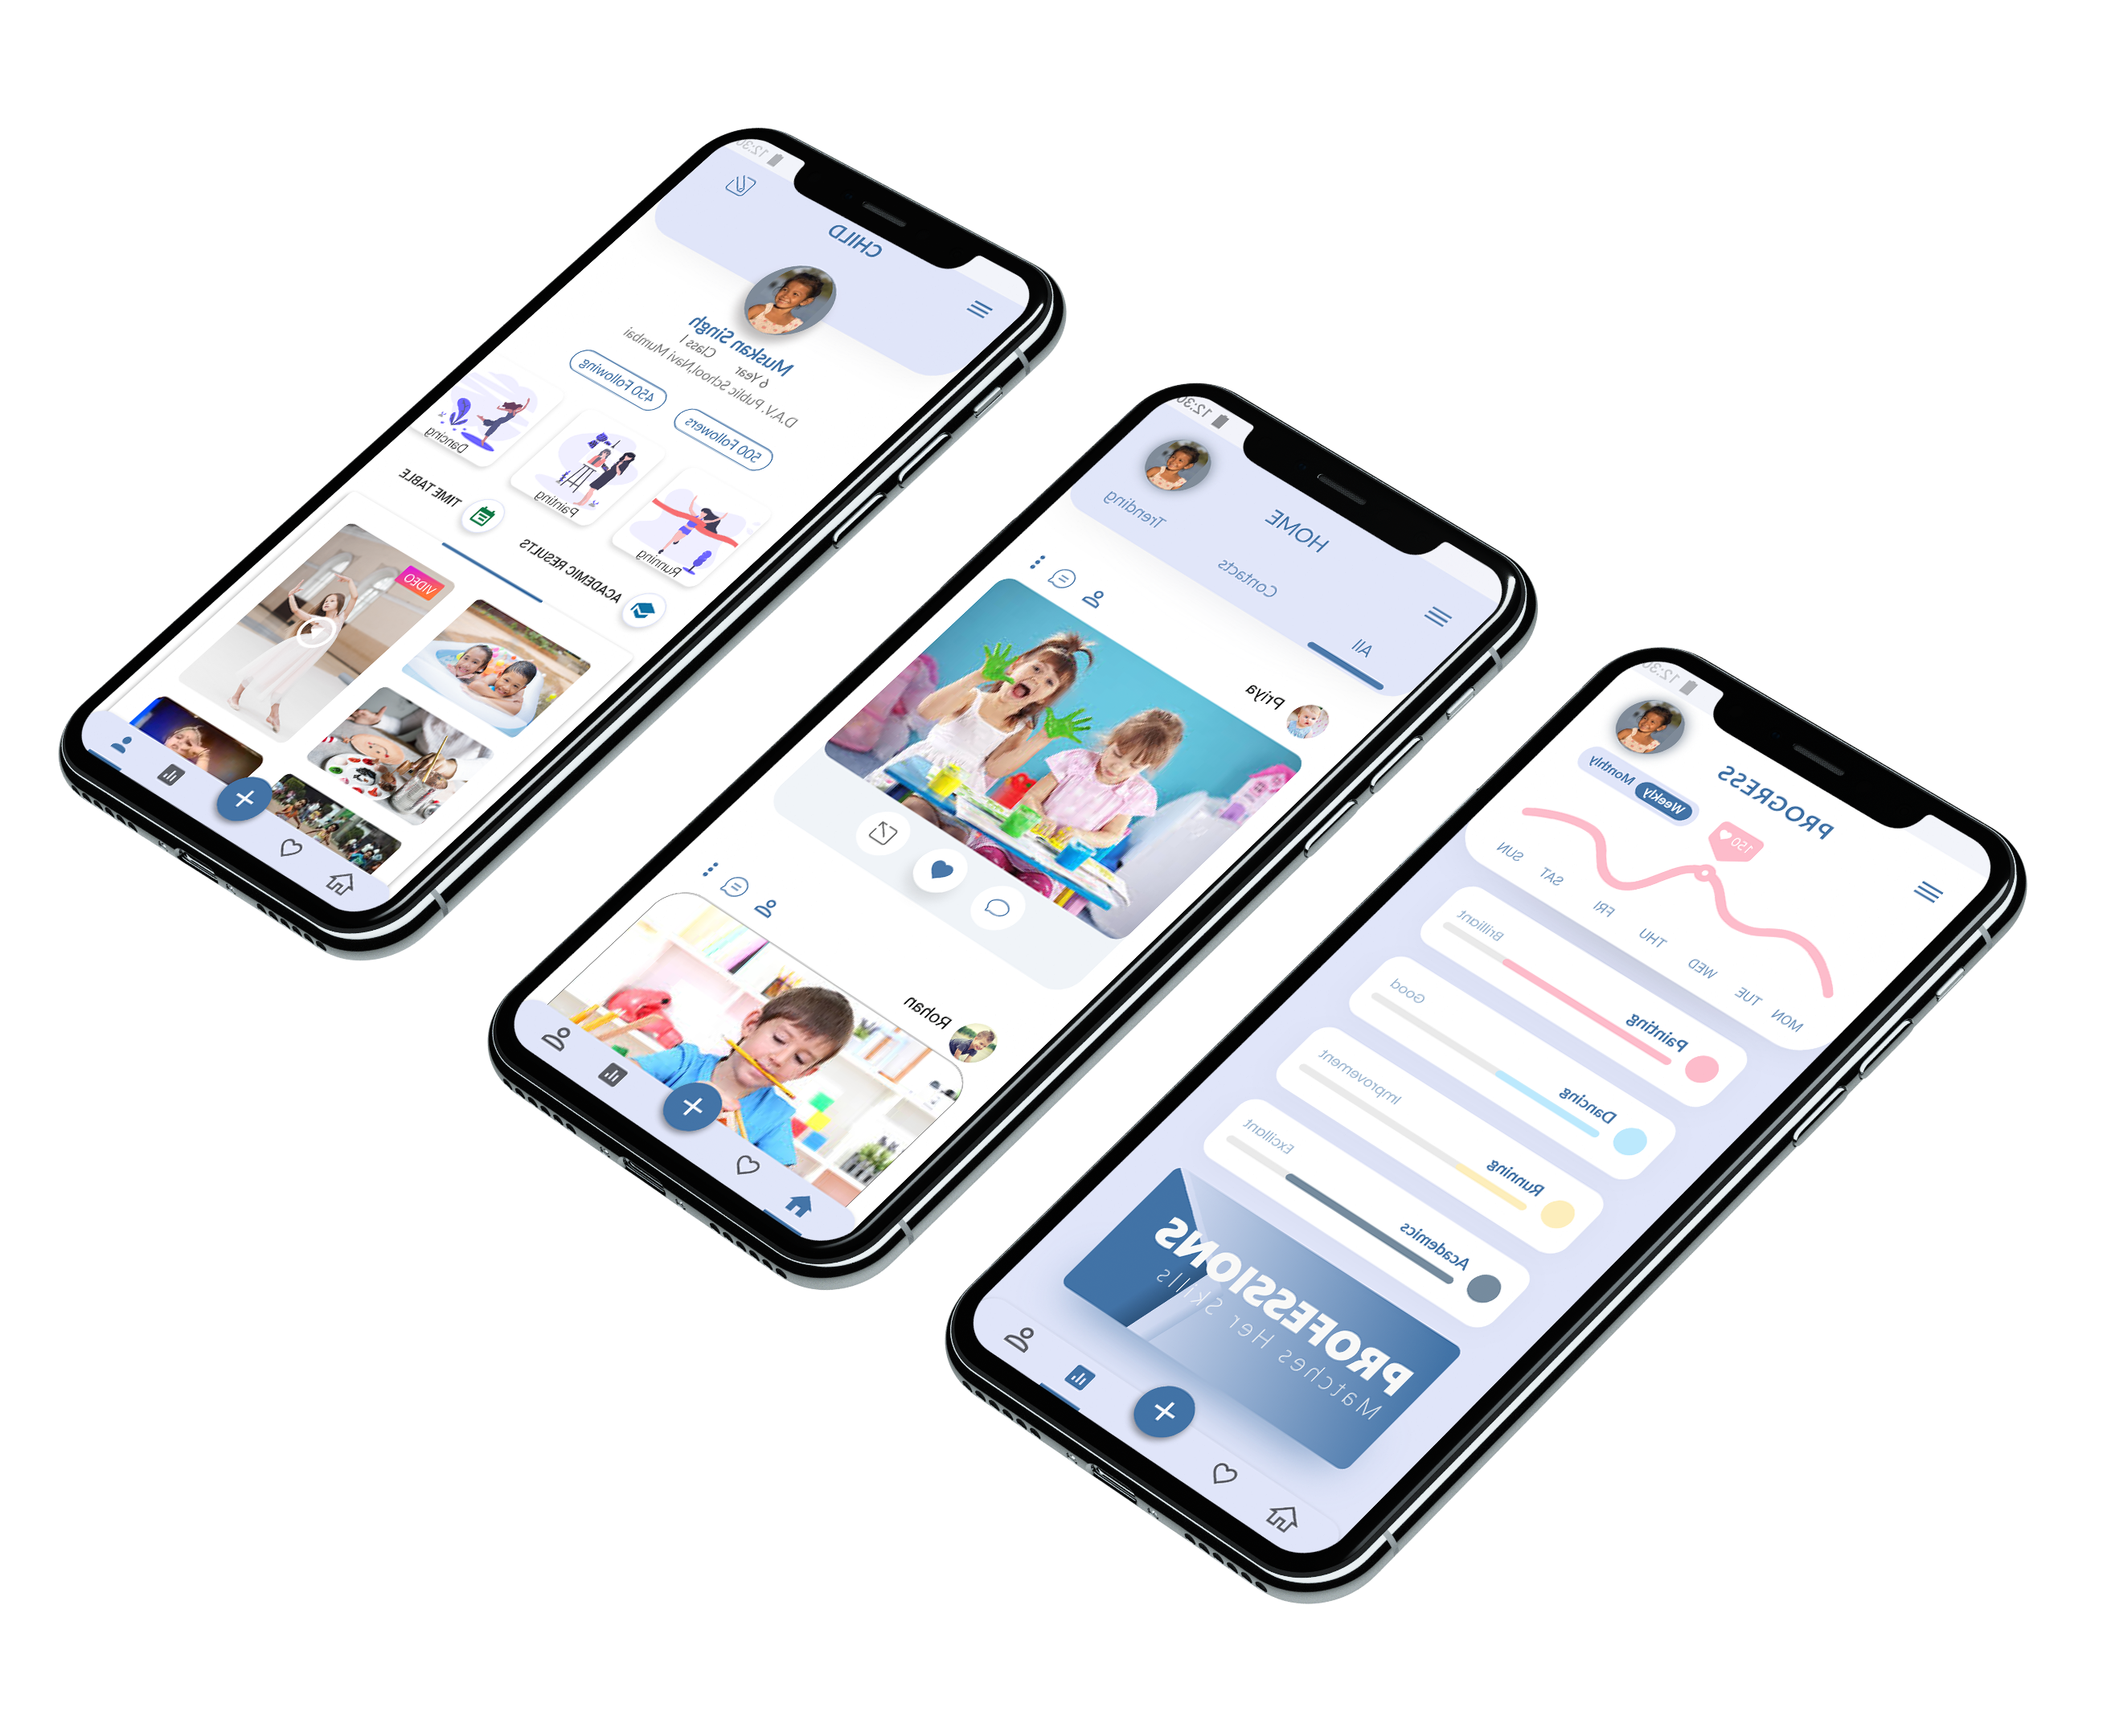 12:30
CHILD
Muskan Singh
6 Year Class I
D.A.V. Public School,Navi Mumbai
500 Followers 450 Following
Running Painting Dancing
ACADEMIC RESULTS TIME TABLE
VIDEO
12:30
HOME
All Contacts Trending
Priya
Rohan
12:30
PROGRESS
Weekly Monthly
150
MON TUE WED THU FRI SAT SUN
Painting Brilliant
Dancing Good
Running Improvement
Academics Excillant
PROFESSIONS
Matches Her Skills